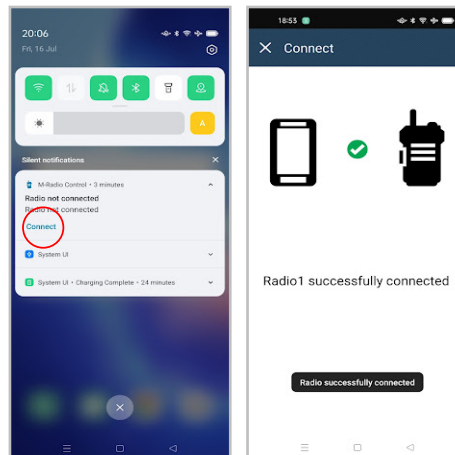 20:06
Fri, 16 Jul
A
Silent notifications
M-Radio Control • 3 minutes
Radio not connected
Radio not connected
Connect
System UI
System UI • Charging Complete • 24 minutes
18:53
Connect
Radio1 successfully connected
Radio successfully connected